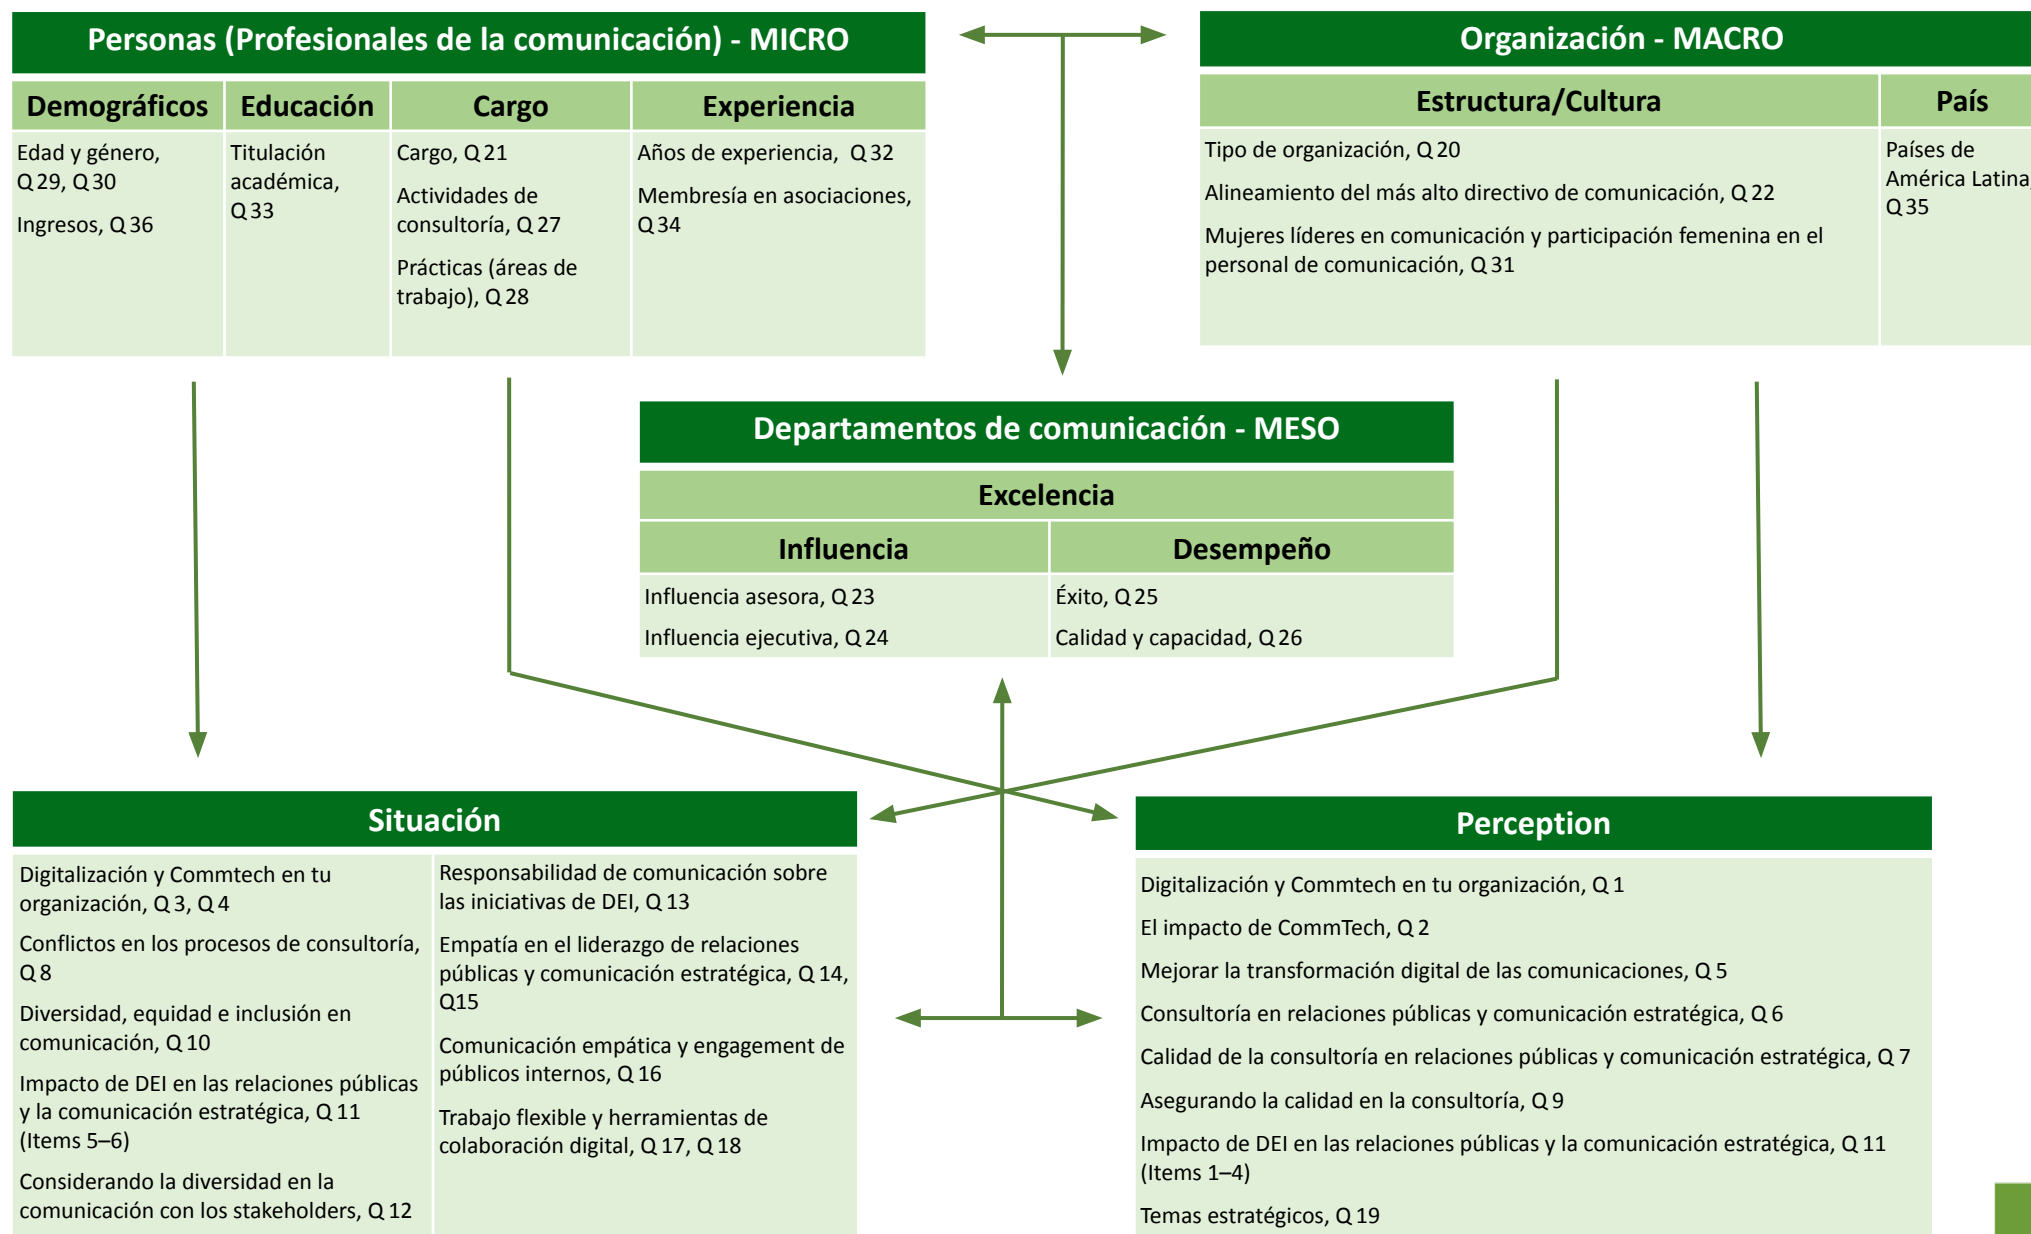 Personas (Profesionales de la comunicación) - MICRO
Demográficos
Educación
Cargo
Experiencia
Edad y género,
Q 29, Q 30
Ingresos, Q 36
Titulación
académica,
Q 33
Cargo, Q 21
Actividades de
consultoría, Q 27
Prácticas (áreas de
trabajo), Q 28
Años de experiencia, Q 32
Membresía en asociaciones,
Q 34
Organización - MACRO
Estructura/Cultura
País
Tipo de organización, Q 20
Alineamiento del más alto directivo de comunicación, Q 22
Mujeres líderes en comunicación y participación femenina en el
personal de comunicación, Q 31
Países de
América Latina,
Q 35
Departamentos de comunicación - MESO
Excelencia
Influencia
Desempeño
Influencia asesora, Q 23
Influencia ejecutiva, Q 24
Éxito, Q 25
Calidad y capacidad, Q 26
Situación
Digitalización y Commtech en tu
organización, Q 3, Q 4
Conflictos en los procesos de consultoría,
Q 8
Diversidad, equidad e inclusión en
comunicación, Q 10
Impacto de DEI en las relaciones públicas
y la comunicación estratégica, Q 11
(Items 5–6)
Considerando la diversidad en la
comunicación con los stakeholders, Q 12
Responsabilidad de comunicación sobre
las iniciativas de DEI, Q 13
Empatía en el liderazgo de relaciones
públicas y comunicación estratégica, Q 14,
Q15
Comunicación empática y engagement de
públicos internos, Q 16
Trabajo flexible y herramientas de
colaboración digital, Q 17, Q 18
Perception
Digitalización y Commtech en tu organización, Q 1
El impacto de CommTech, Q 2
Mejorar la transformación digital de las comunicaciones, Q 5
Consultoría en relaciones públicas y comunicación estratégica, Q 6
Calidad de la consultoría en relaciones públicas y comunicación estratégica, Q 7
Asegurando la calidad en la consultoría, Q 9
Impacto de DEI en las relaciones públicas y la comunicación estratégica, Q 11
(Items 1–4)
Temas estratégicos, Q 19